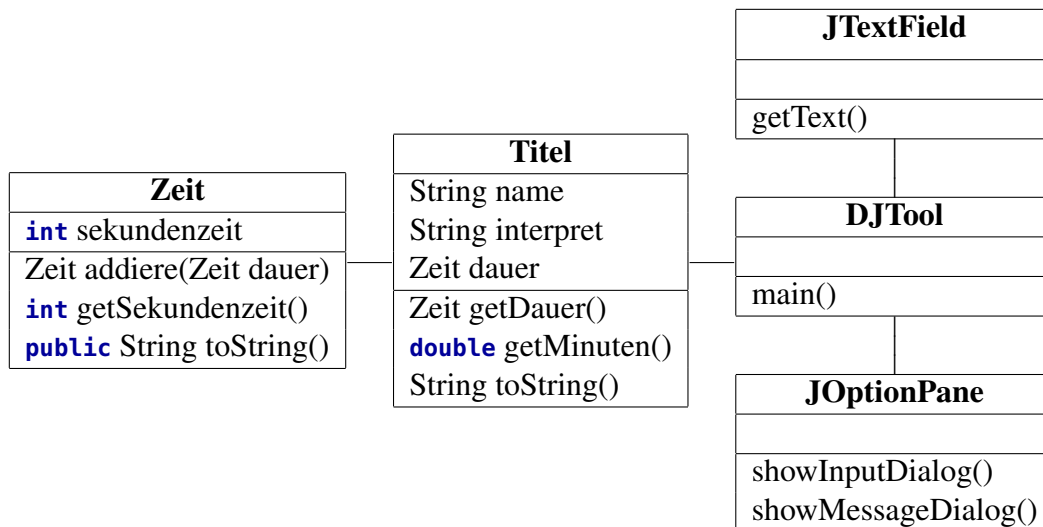 Zeit
int sekundenzeit
Zeit addiere(Zeit dauer)
int getSekundenzeit()
public String toString()
Titel
String name
String interpret
Zeit dauer
Zeit getDauer()
double getMinuten()
String toString()
JTextField
getText()
DJTool
main()
JOptionPane
showInputDialog()
showMessageDialog()